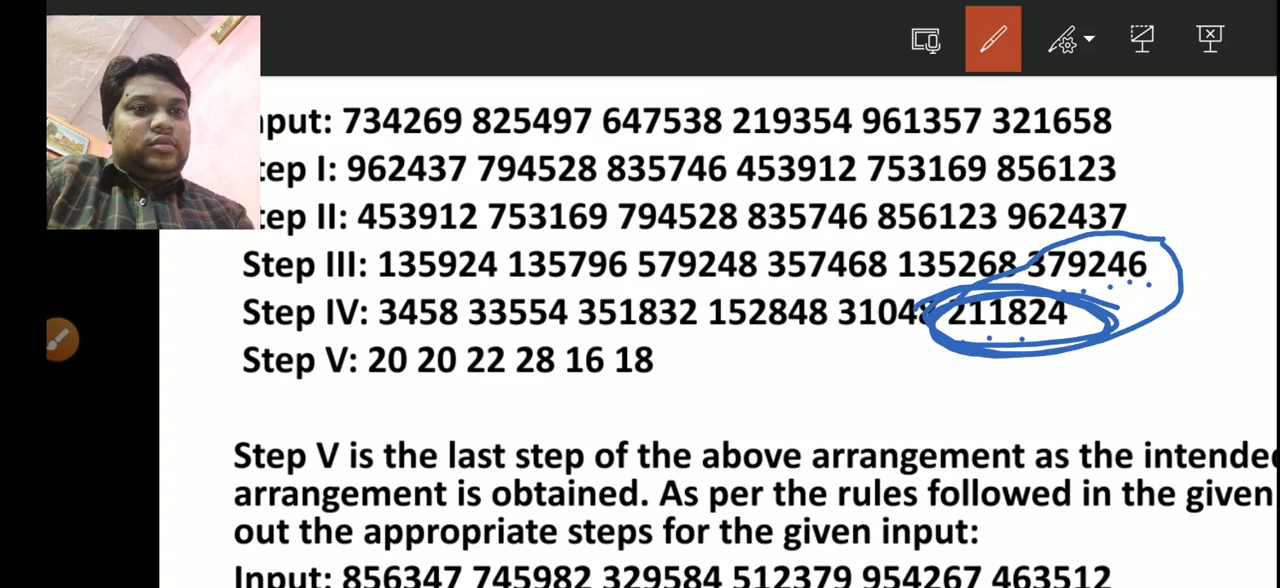 nput: 734269 825497 647538 219354 961357 321658
tep I: 962437 794528 835746 453912 753169 856123
tep II: 453912 753169 794528 835746 856123 962437
Step III: 135924 135796 579248 357468 135268 379246
Step IV: 3458 33554 351832 152848 31048 211824
Step V: 20 20 22 28 16 18
Step V is the last step of the above arrangement as the intended
arrangement is obtained. As per the rules followed in the given
out the appropriate steps for the given input:
Input: 856347 745982 329584 512379 954267 463512